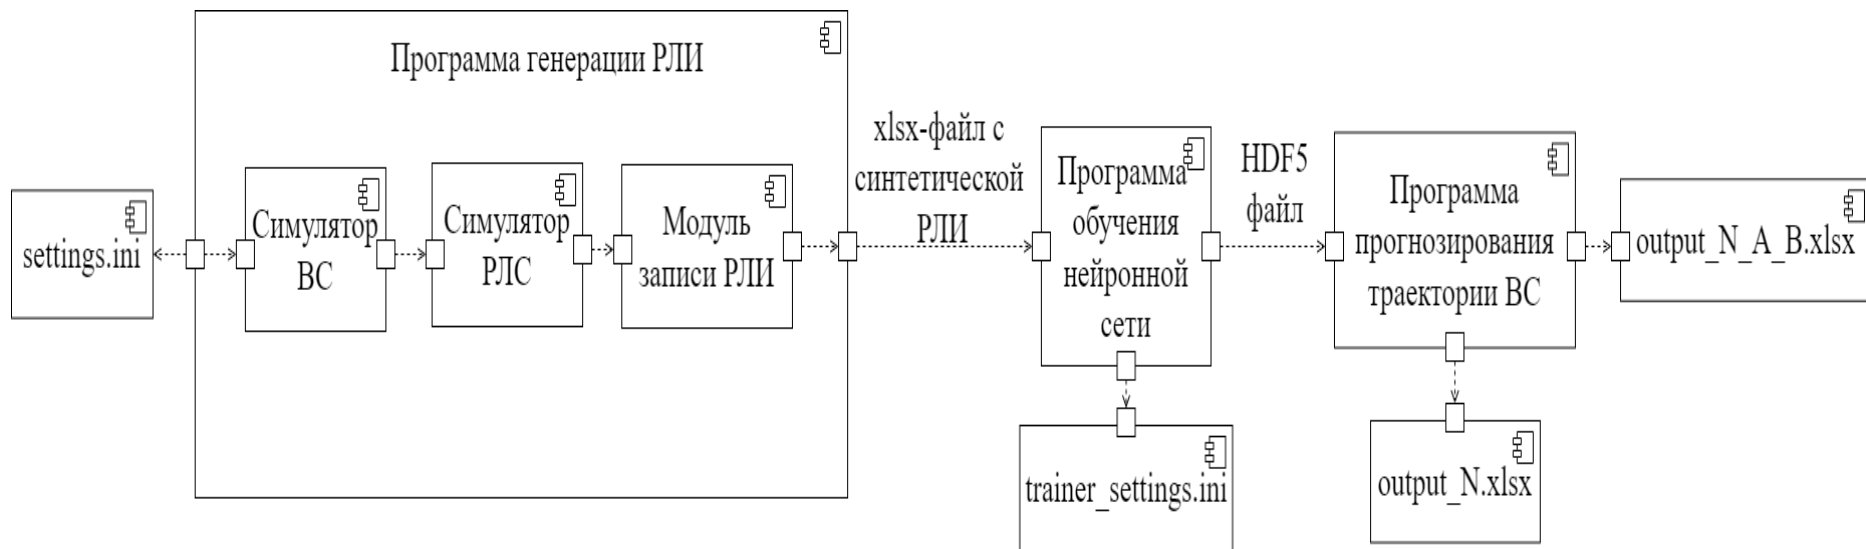 Программа генерации РЛИ
settings.ini
Симулятор
ВС
Симулятор
РЛС
Модуль
записи РЛИ
xlsx-файл с
синтетической
РЛИ
Программа
обучения
нейронной
сети
trainer_settings.ini
HDF5
файл
Программа
прогнозирования
траектории ВС
output_N.xlsx
output_N_A_B.xlsx